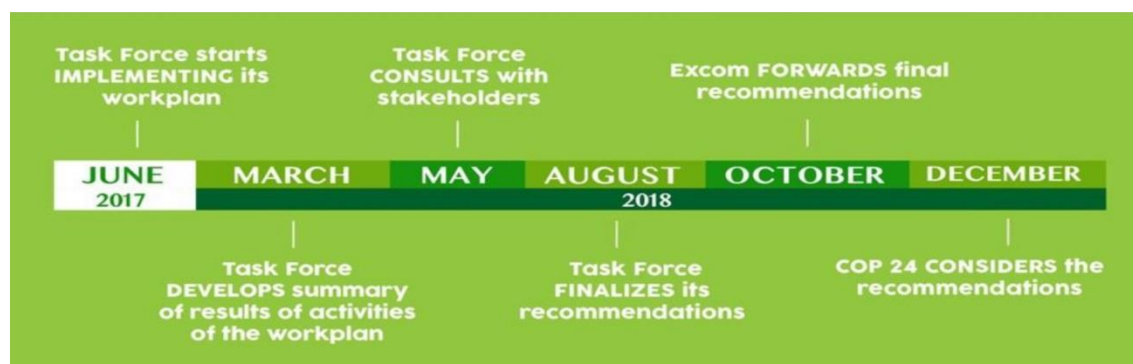 Task Force starts
IMPLEMENTING its
workplan
Task Force
CONSULTS with
stakeholders
Excom FORWARDS final
recommendations
JUNE
2017
MARCH
MAY
AUGUST
OCTOBER
DECEMBER
2018
Task Force
DEVELOPS summary
of results of activities
of the workplan
Task Force
FINALIZES its
recommendations
COP 24 CONSIDERS the
recommendations